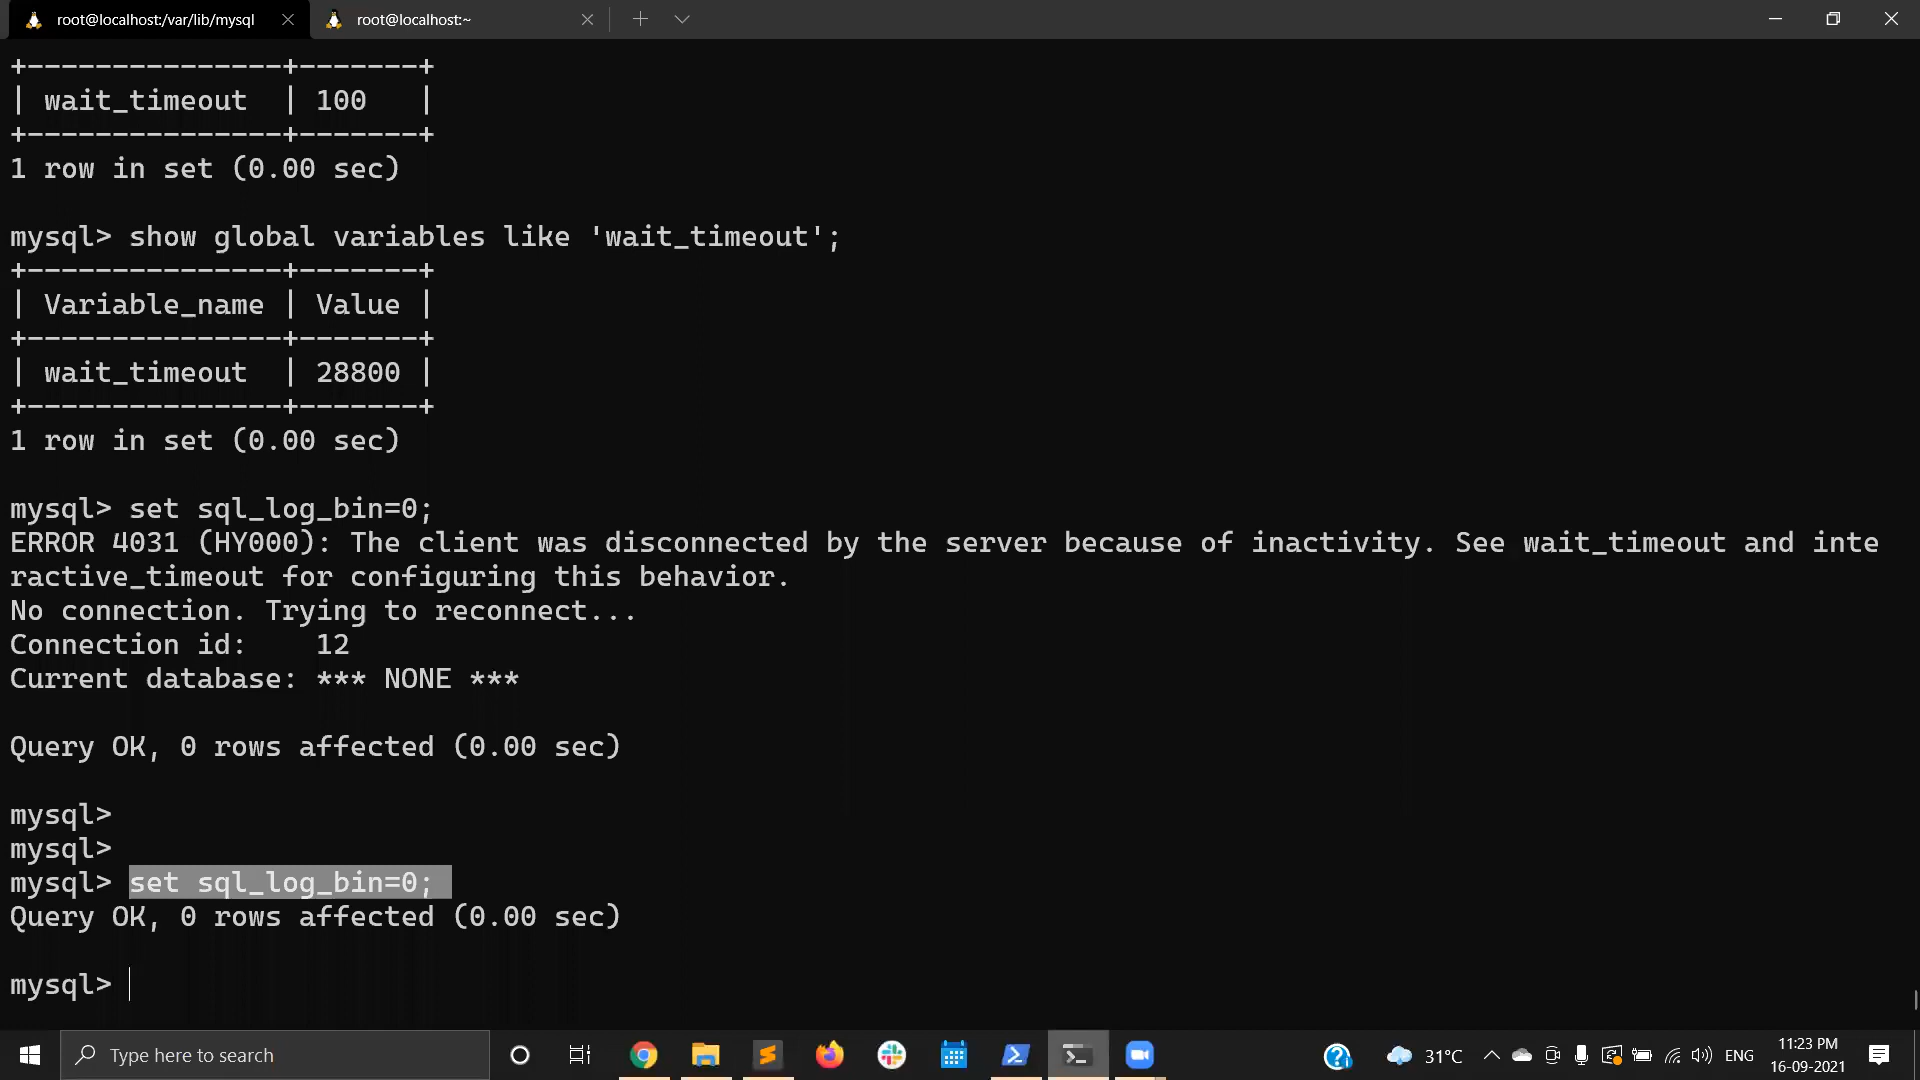 root@localhost:/var/lib/mysql
root@localhost:~
+--------------+-------+
| wait_timeout  | 100   |
+--------------+-------+
1 row in set (0.00 sec)
mysql> show global variables like 'wait_timeout';
+--------------+-------+
| Variable_name | Value |
+--------------+-------+
| wait_timeout  | 28800 |
+--------------+-------+
1 row in set (0.00 sec)
mysql> set sql_log_bin=0;
ERROR 4031 (HY000): The client was disconnected by the server because of inactivity. See wait_timeout and inte
ractive_timeout for configuring this behavior.
No connection. Trying to reconnect...
Connection id:    12
Current database: *** NONE ***
Query OK, 0 rows affected (0.00 sec)
mysql>
mysql>
mysql> set sql_log_bin=0;
Query OK, 0 rows affected (0.00 sec)
mysql>
Type here to search
31°C
ENG
11:23 PM
16-09-2021